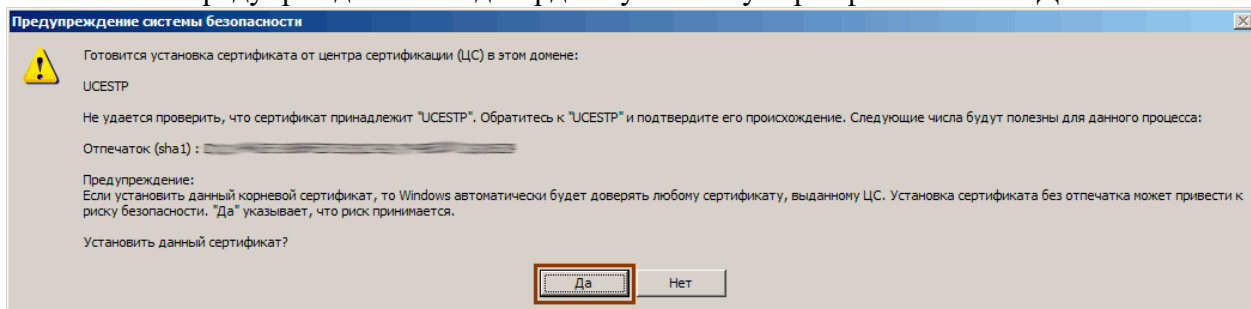 Предупреждение системы безопасности
Готовится установка сертификата от центра сертификации (ЦС) в этом домене:
UCESTP
Не удается проверить, что сертификат принадлежит "UCESTP". Обратитесь к "UCESTP" и подтвердите его происхождение. Следующие числа будут полезны для данного процесса:
Отпечаток (sha1) :
Предупреждение:
Если установить данный корневой сертификат, то Windows автоматически будет доверять любому сертификату, выданному ЦС. Установка сертификата без отпечатка может привести к
риску безопасности. "Да" указывает, что риск принимается.
Установить данный сертификат?
Да Нет